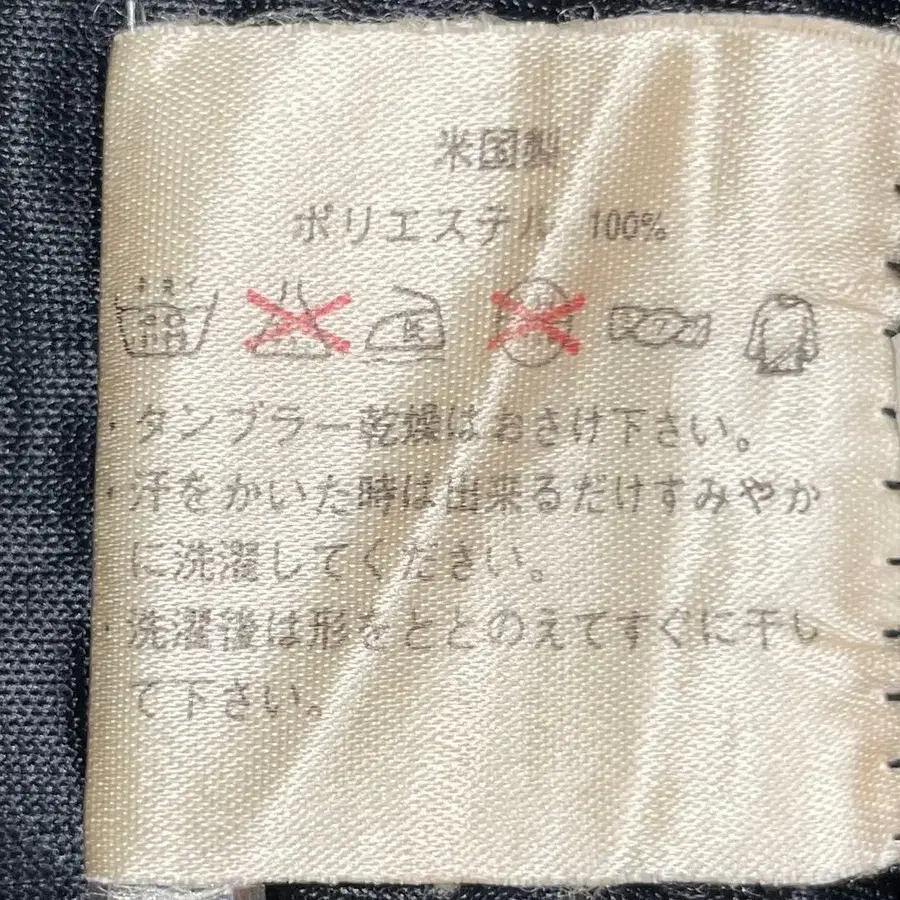 米国製
ポリエステル 100%
・タンブラー乾燥はおさけ下さい。
・汗をかいた時は出来るだけすみやか
に洗濯してください。
・洗濯後は形をととのえてすぐに干し
て下さい。